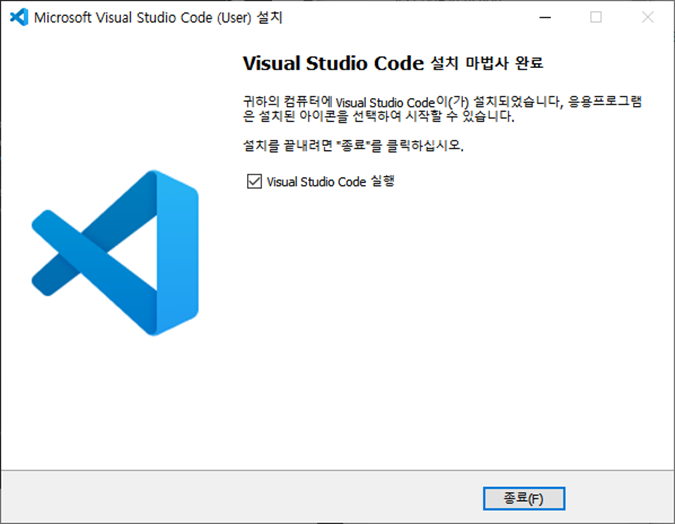 Microsoft Visual Studio Code (User) 설치
Visual Studio Code 설치 마법사 완료
귀하의 컴퓨터에 Visual Studio Code이(가) 설치되었습니다, 응용프로그램
은 설치된 아이콘을 선택하여 시작할 수 있습니다.
설치를 끝내려면 "종료"를 클릭하십시오.
Visual Studio Code 실행
종료(F)